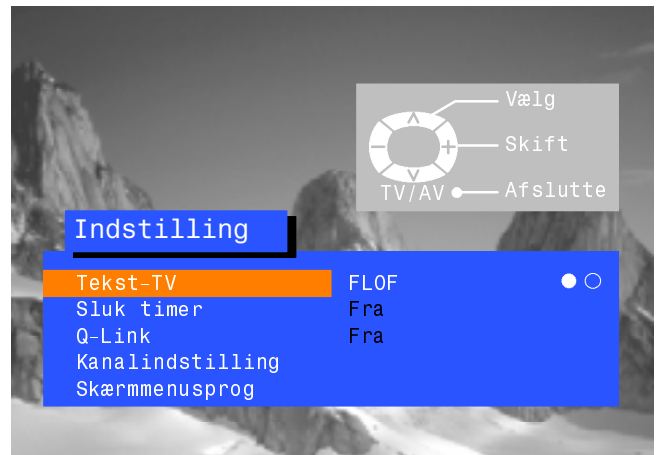 Vælg
Skift
TV/AV Afslutte
Indstilling
Tekst-TV FLOF
Sluk timer Fra
Q-Link Fra
Kanalindstilling
Skærmmenusprog